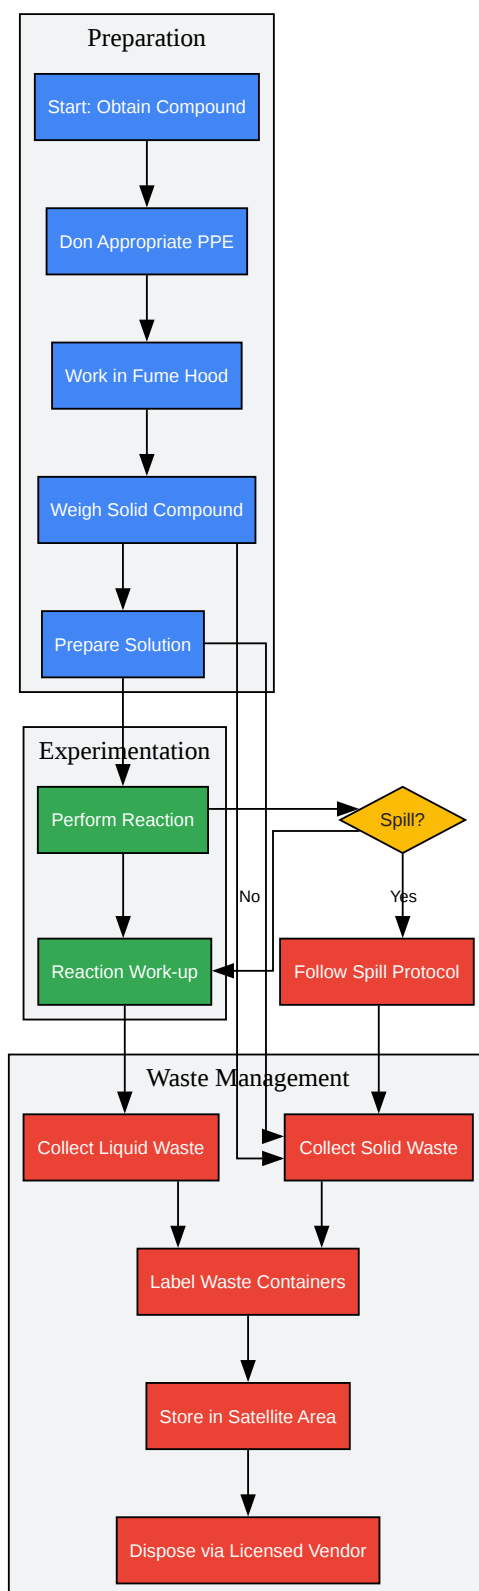 Preparation
Start: Obtain Compound
Don Appropriate PPE
Work in Fume Hood
Weigh Solid Compound
Prepare Solution
Experimentation
Perform Reaction
Spill?
No
Yes
Reaction Work-up
Follow Spill Protocol
Waste Management
Collect Liquid Waste
Collect Solid Waste
Label Waste Containers
Store in Satellite Area
Dispose via Licensed Vendor